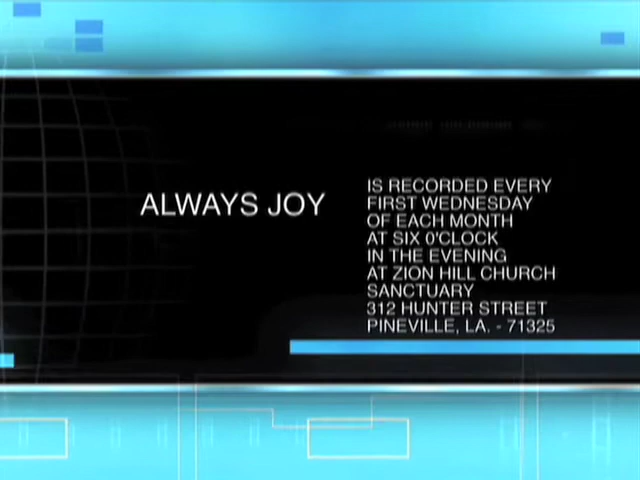 ALWAYS JOY
IS RECORDED EVERY
FIRST WEDNESDAY
OF EACH MONTH
AT SIX 0'CLOCK
IN THE EVENING
AT ZION HILL CHURCH
SANCTUARY
312 HUNTER STREET
PINEVILLE, LA. - 71325